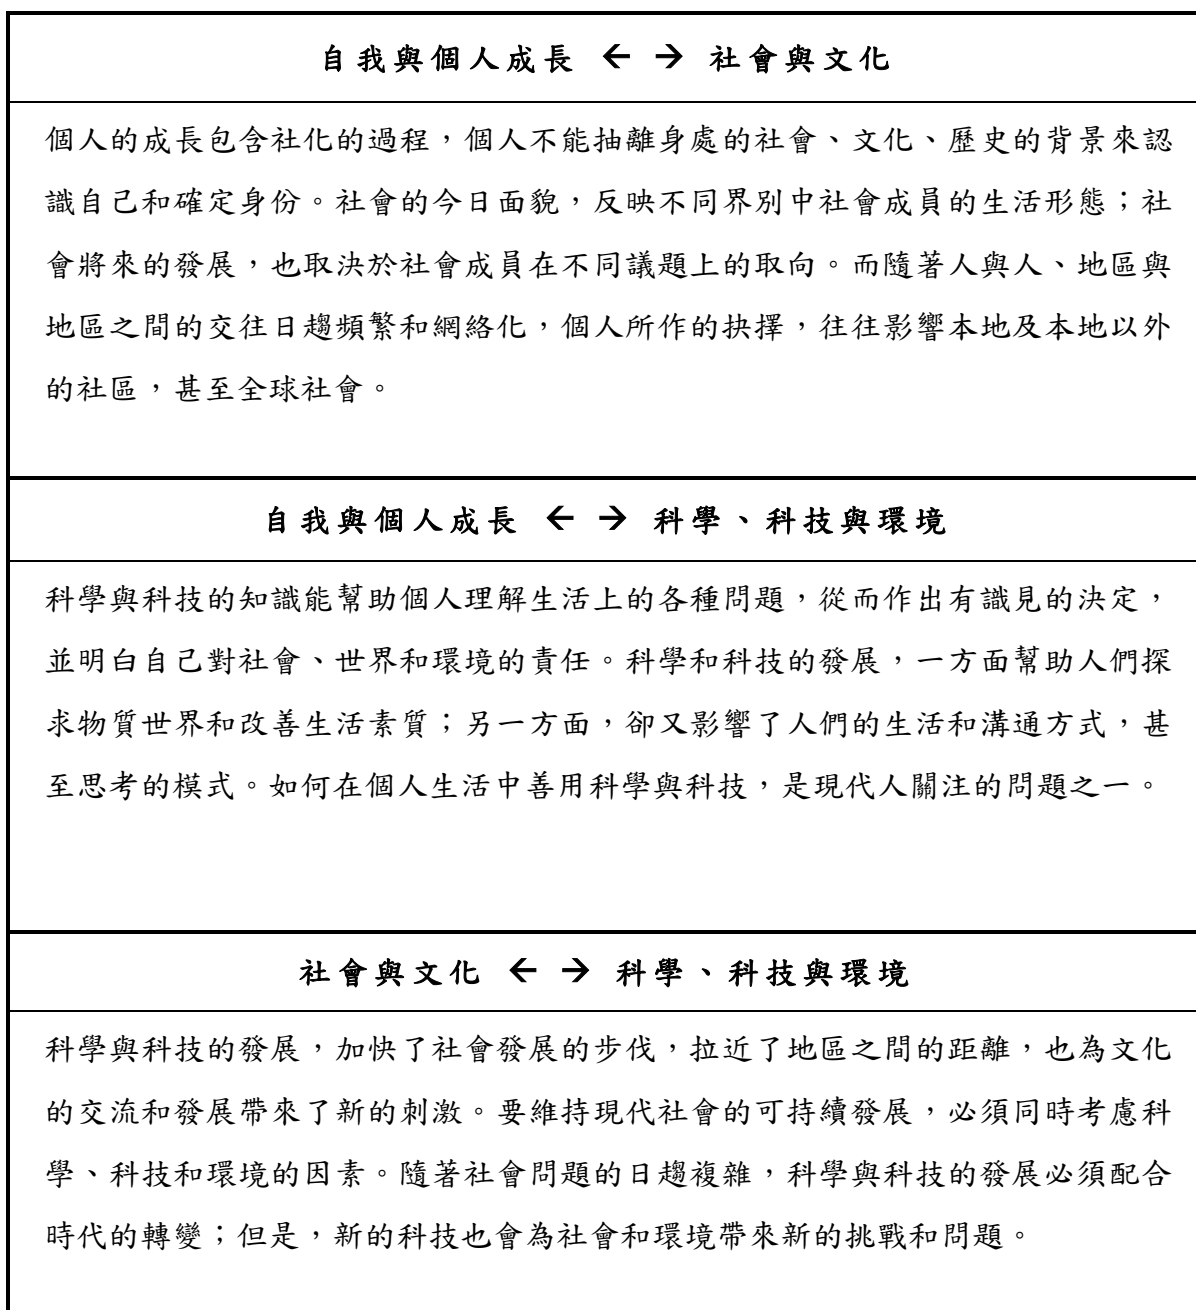 自我與個人成長 ← → 社會與文化
個人的成長包含社化的過程，個人不能抽離身處的社會、文化、歷史的背景來認
識自己和確定身份。社會的今日面貌，反映不同界別中社會成員的生活形態；社
會將來的發展，也取決於社會成員在不同議題上的取向。而隨著人與人、地區與
地區之間的交往日趨頻繁和網絡化，個人所作的抉擇，往往影響本地及本地以外
的社區，甚至全球社會。
自我與個人成長 ← → 科學、科技與環境
科學與科技的知識能幫助個人理解生活上的各種問題，從而作出有識見的決定，
並明白自己對社會、世界和環境的責任。科學和科技的發展，一方面幫助人們探
求物質世界和改善生活素質；另一方面，卻又影響了人們的生活和溝通方式，甚
至思考的模式。如何在個人生活中善用科學與科技，是現代人關注的問題之一。
社會與文化 ← → 科學、科技與環境
科學與科技的發展，加快了社會發展的步伐，拉近了地區之間的距離，也為文化
的交流和發展帶來了新的刺激。要維持現代社會的可持續發展，必須同時考慮科
學、科技和環境的因素。隨著社會問題的日趨複雜，科學與科技的發展必須配合
時代的轉變；但是，新的科技也會為社會和環境帶來新的挑戰和問題。